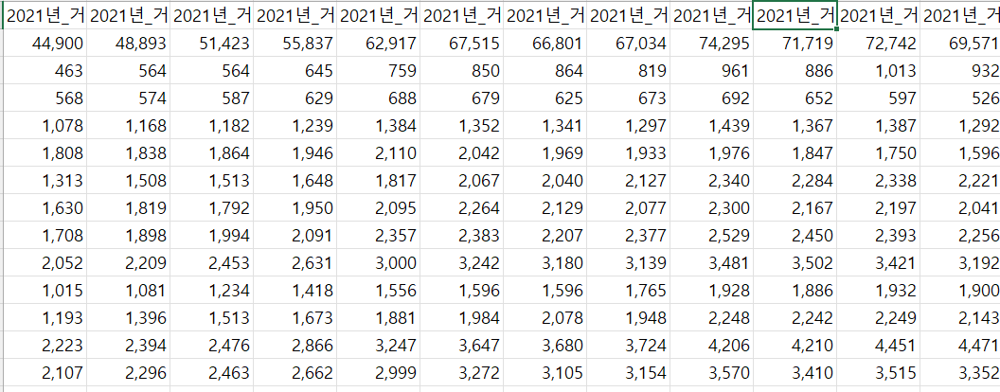 2021년_거 2021년_거 2021년_거 2021년_거 2021년_거 2021년_거 2021년_거 2021년_거 2021년_거 2021년_거 2021년_거 2021년_거
44,900 48,893 51,423 55,837 62,917 67,515 66,801 67,034 74,295 71,719 72,742 69,571
463 564 564 645 759 850 864 819 961 886 1,013 932
568 574 587 629 688 679 625 673 692 652 597 526
1,078 1,168 1,182 1,239 1,384 1,352 1,341 1,297 1,439 1,367 1,387 1,292
1,808 1,838 1,864 1,946 2,110 2,042 1,969 1,933 1,976 1,847 1,750 1,596
1,313 1,508 1,513 1,648 1,817 2,067 2,040 2,127 2,340 2,284 2,338 2,221
1,630 1,819 1,792 1,950 2,095 2,264 2,129 2,077 2,300 2,167 2,197 2,041
1,708 1,898 1,994 2,091 2,357 2,383 2,207 2,377 2,529 2,450 2,393 2,256
2,052 2,209 2,453 2,631 3,000 3,242 3,180 3,139 3,481 3,502 3,421 3,192
1,015 1,081 1,234 1,418 1,556 1,596 1,596 1,765 1,928 1,886 1,932 1,900
1,193 1,396 1,513 1,673 1,881 1,984 2,078 1,948 2,248 2,242 2,249 2,143
2,223 2,394 2,476 2,866 3,247 3,647 3,680 3,724 4,206 4,210 4,451 4,471
2,107 2,296 2,463 2,662 2,999 3,272 3,105 3,154 3,570 3,410 3,515 3,352